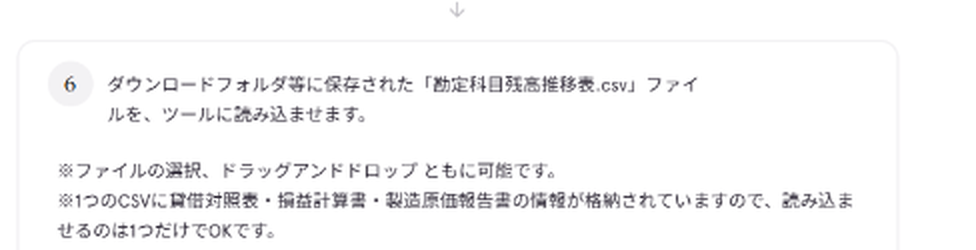 6
ダウンロードフォルダ等に保存された「勘定科目残高推移表.csv」ファイ
ルを、ツールに読み込ませます。
※ファイルの選択、ドラッグアンドドロップ ともに可能です。
※1つのCSVに貸借対照表・損益計算書・製造原価報告書の情報が格納されていますので、読み込ま
せるのは1つだけでOKです。